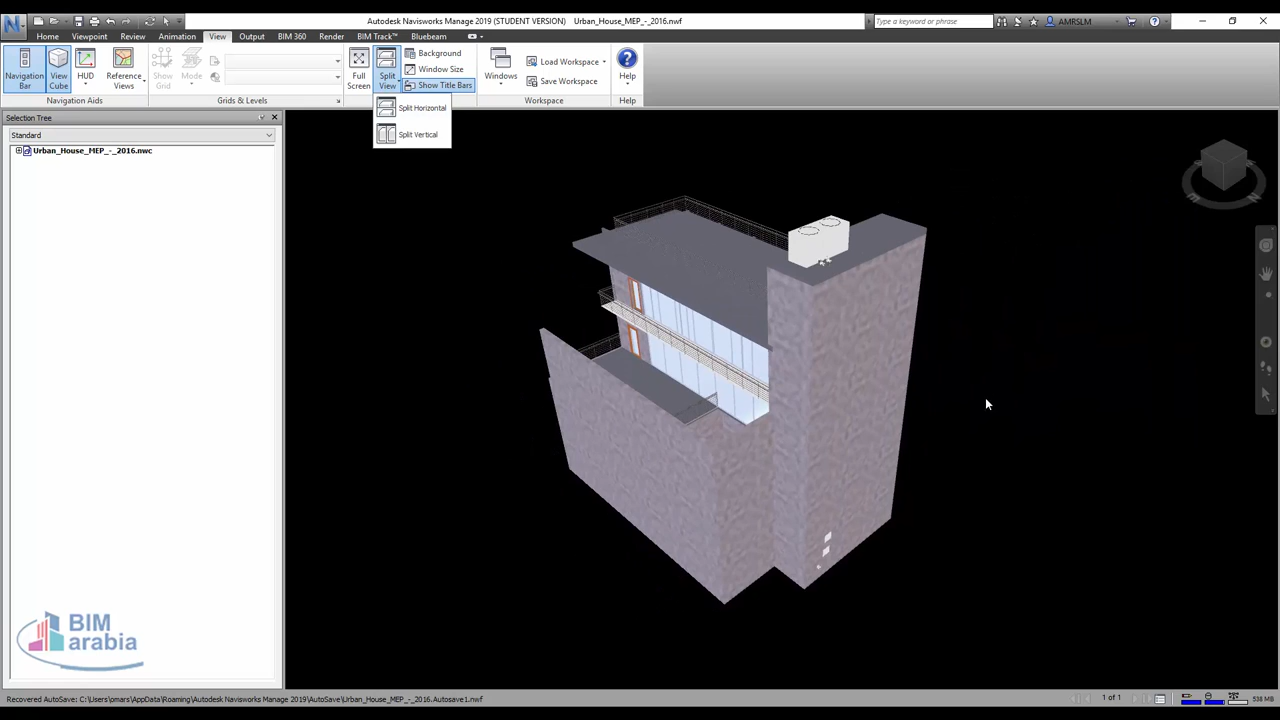 Autodesk Navisworks Manage 2019 (STUDENT VERSION) Urban_House_MEP_-_2016.nwf
Type a keyword or phrase
AMRSLM
Home Viewpoint Review Animation View Output BIM 360 Render BIM Track™ Bluebeam
Navigation Bar
View Cube
HUD
Reference Views
Navigation Aids
Show Grid
Mode
Grids & Levels
Full Screen
Split View
Background
Window Size
Show Title Bars
Split Horizontal
Split Vertical
Windows
Load Workspace
Save Workspace
Workspace
Help
Help
Selection Tree
Standard
Urban_House_MEP_-_2016.nwc
BIM
arabia
Recovered AutoSave: C:\Users\omars\AppData\Roaming\Autodesk Navisworks Manage 2019\AutoSave\Urban_House_MEP_-_2016.Autosave1.nwf
1 of 1
538 MB